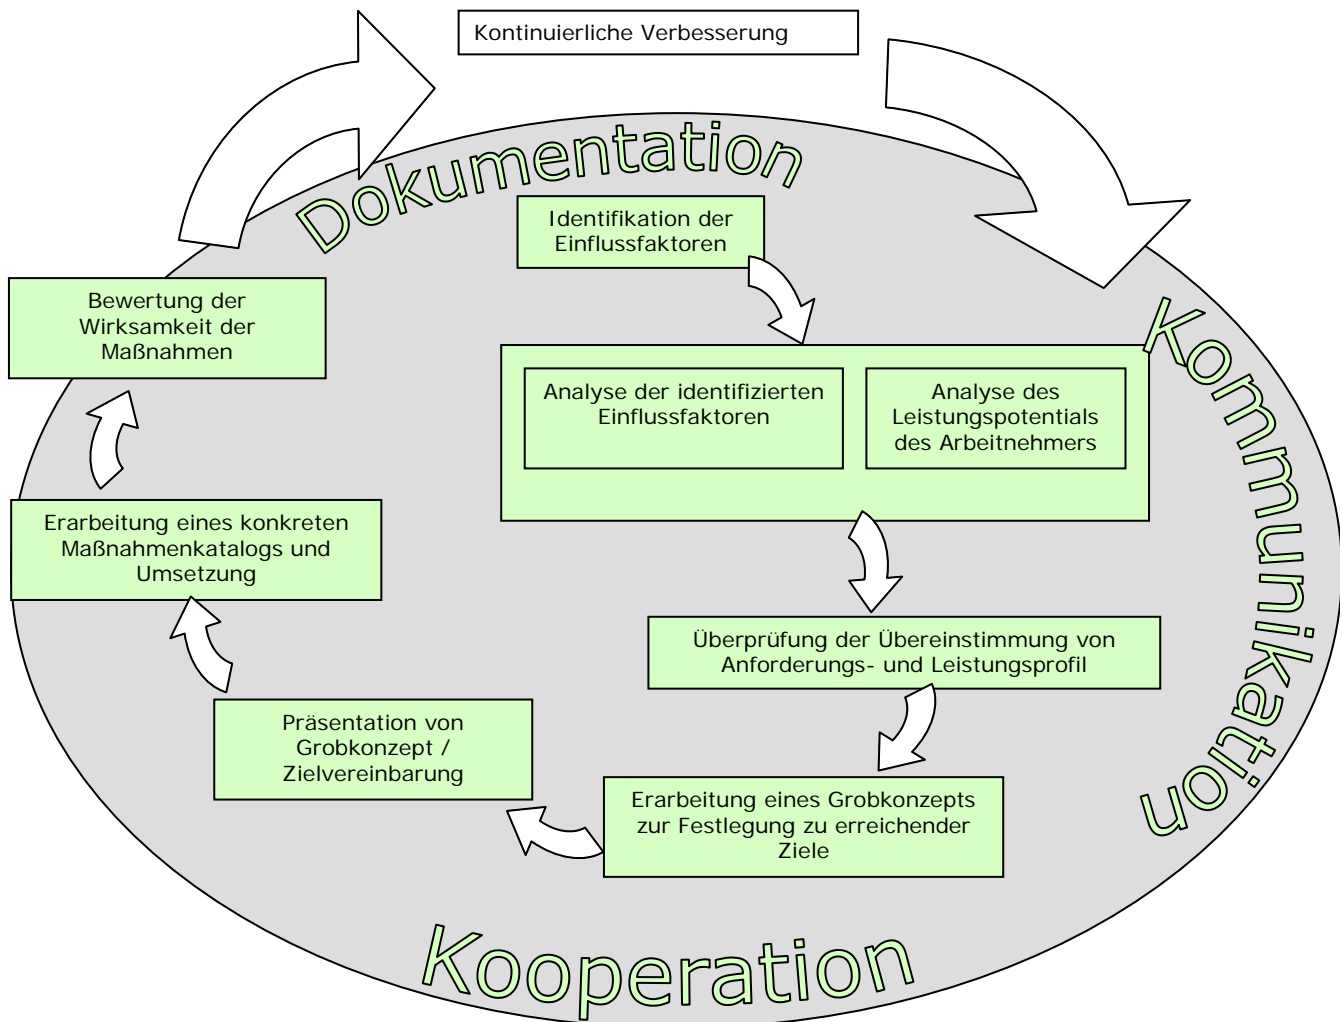 Kontinuierliche Verbesserung
Dokumentation
Identifikation der
Einflussfaktoren
Bewertung der
Wirksamkeit der
Maßnahmen
Kommunikation
Analyse der identifizierten
Einflussfaktoren
Analyse des
Leistungspotentials
des Arbeitnehmers
Erarbeitung eines konkreten
Maßnahmenkatalogs und
Umsetzung
Überprüfung der Übereinstimmung von
Anforderungs- und Leistungsprofil
Präsentation von
Grobkonzept /
Zielvereinbarung
Erarbeitung eines Grobkonzepts
zur Festlegung zu erreichender
Ziele
Kooperation